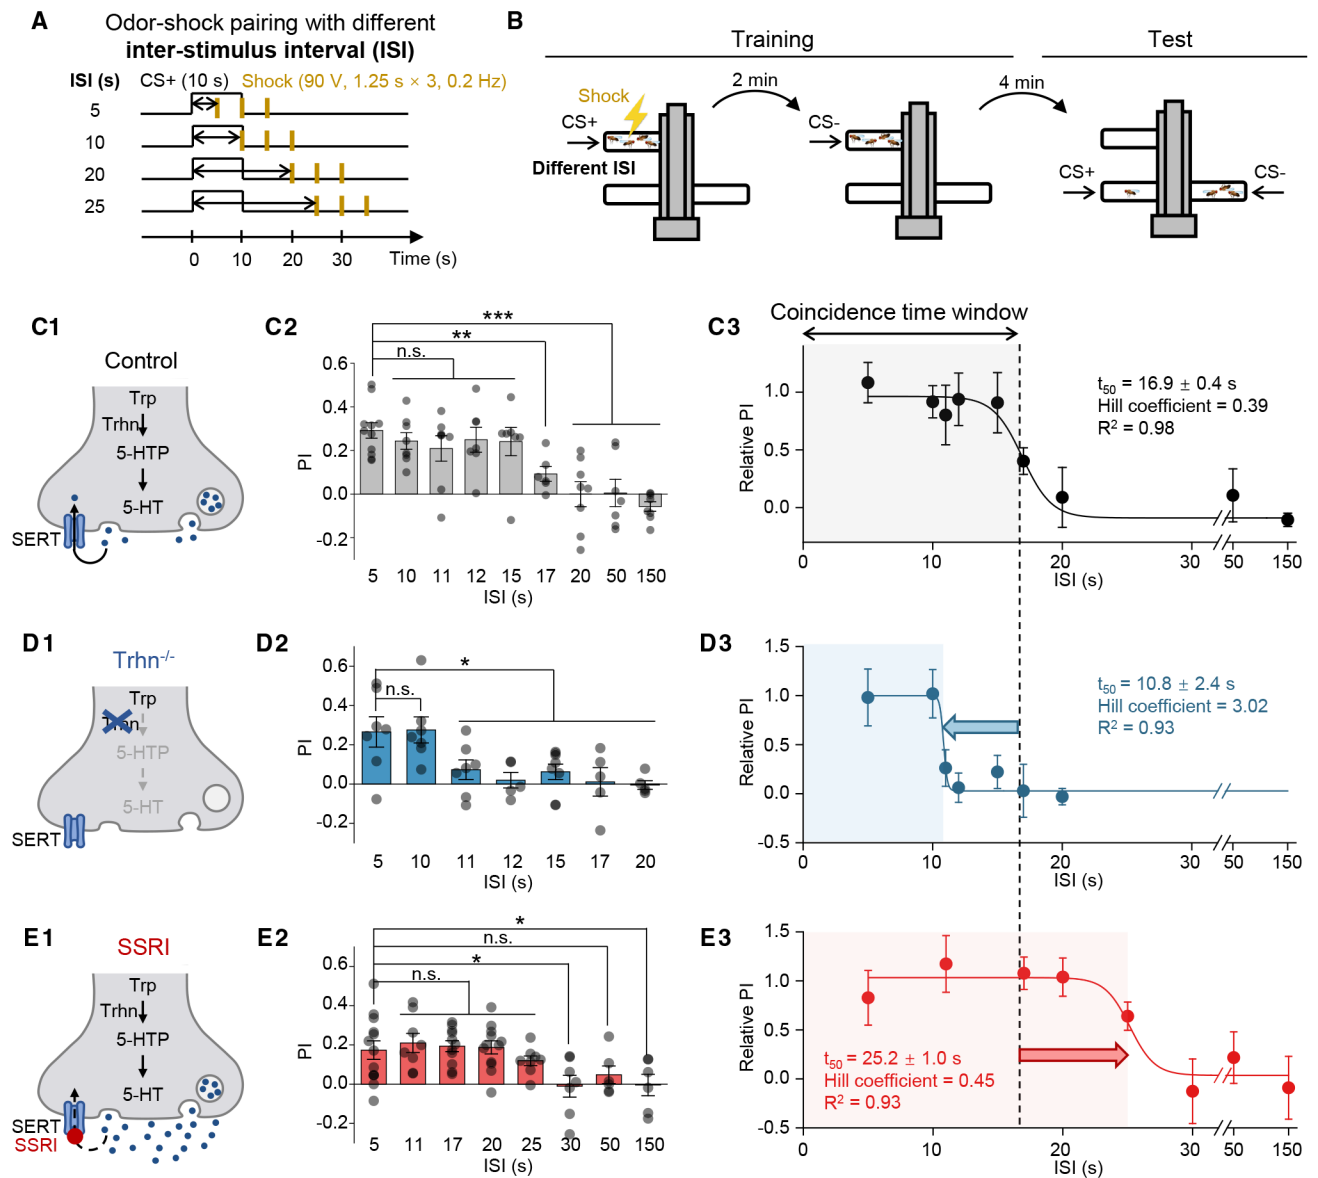 A
Odor-shock pairing with different
inter-stimulus interval (ISI)
ISI (s) CS+ (10 s) Shock (90 V, 1.25 s × 3, 0.2 Hz)
5
10
20
25
0 10 20 30 Time (s)
B
Training Test
Shock
CS+
Different ISI
2 min
CS-
4 min
CS+ CS-
C1
Control
Trp
Trhn
5-HTP
5-HT
SERT
C2
***
**
n.s.
0.6
0.4
0.2
0.0
-0.2
PI
5 10 11 12 15 17 20 50 150
ISI (s)
C3
Coincidence time window
1.0
0.5
0.0
Relative PI
t50 = 16.9 ± 0.4 s
Hill coefficient = 0.39
R² = 0.98
0 10 20 30 50 150
ISI (s)
D1
Trhn-/-
Trp
Trhn
5-HTP
5-HT
SERT
D2
*
n.s.
0.6
0.4
0.2
0.0
-0.2
PI
5 10 11 12 15 17 20
ISI (s)
D3
1.5
1.0
0.5
0.0
-0.5
Relative PI
t50 = 10.8 ± 2.4 s
Hill coefficient = 3.02
R² = 0.93
0 10 20 30 50 150
ISI (s)
E1
SSRI
Trp
Trhn
5-HTP
5-HT
SERT
SSRI
E2
*
n.s.
*
n.s.
0.6
0.4
0.2
0.0
-0.2
PI
5 11 17 20 25 30 50 150
ISI (s)
E3
1.5
1.0
0.5
0.0
-0.5
Relative PI
t50 = 25.2 ± 1.0 s
Hill coefficient = 0.45
R² = 0.93
0 10 20 30 50 150
ISI (s)